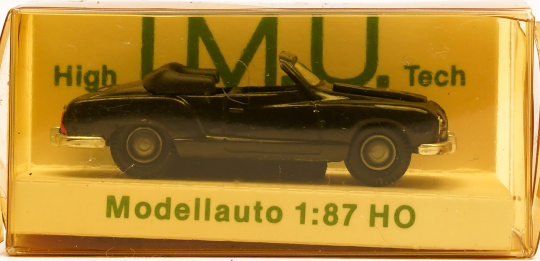 High I.M.U. Tech
Modellauto 1:87 HO